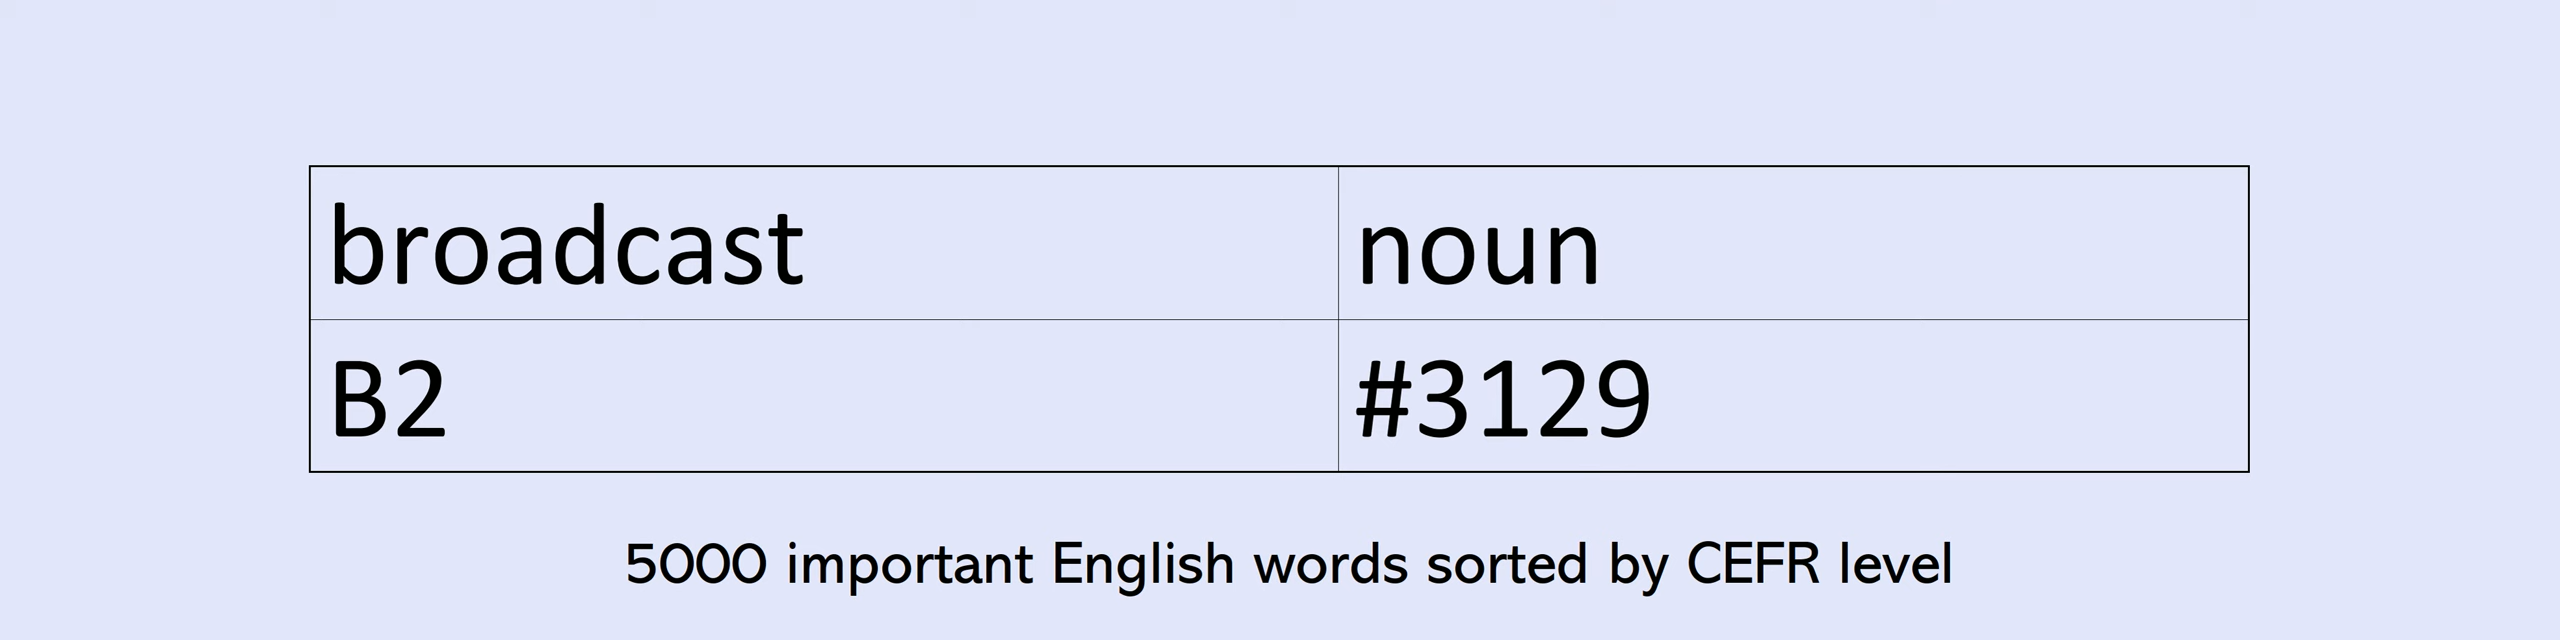 broadcast noun
B2 #3129
5000 important English words sorted by CEFR level